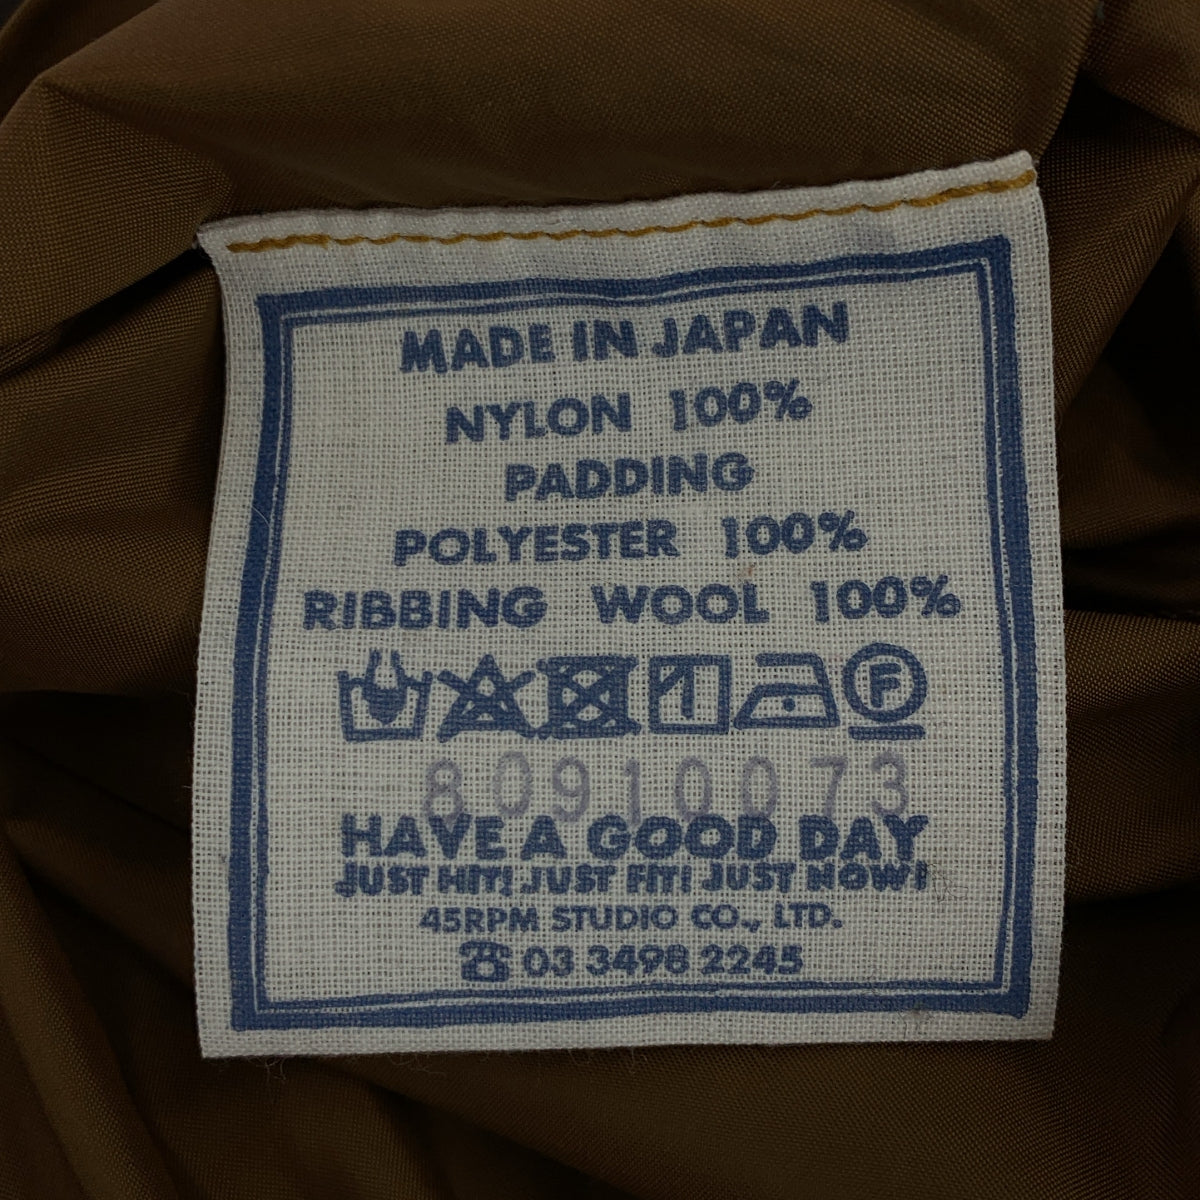 MADE IN JAPAN
NYLON 100%
PADDING
POLYESTER 100%
RIBBING WOOL 100%
F
80910073
HAVE A GOOD DAY
JUST HIT! JUST FIT! JUST NOW!
45RPM STUDIO CO., LTD.
☎ 03 3498 2245